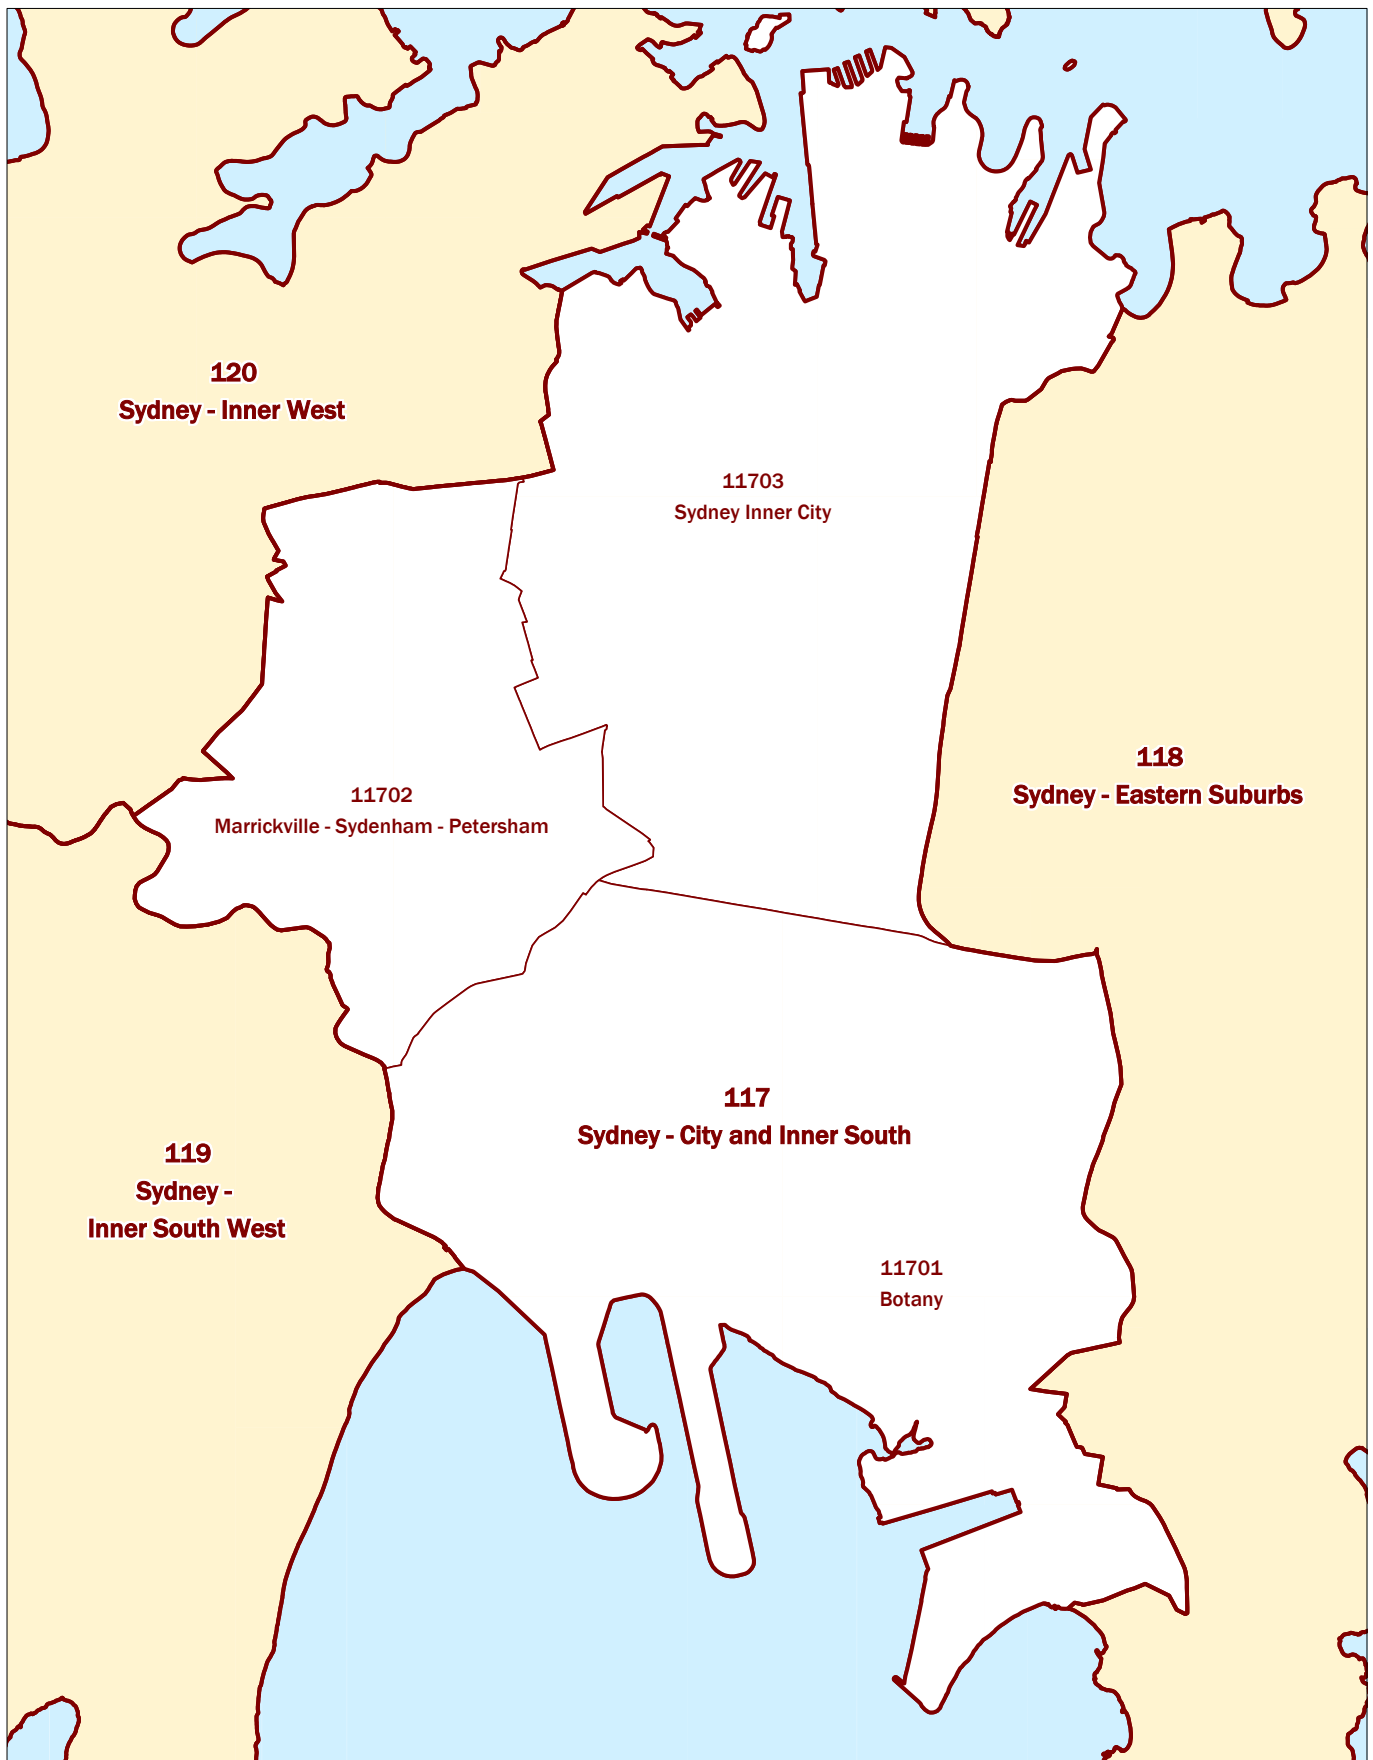 120
Sydney - Inner West
11703
Sydney Inner City
118
Sydney - Eastern Suburbs
11702
Marrickville - Sydenham - Petersham
117
Sydney - City and Inner South
119
Sydney -
Inner South West
11701
Botany